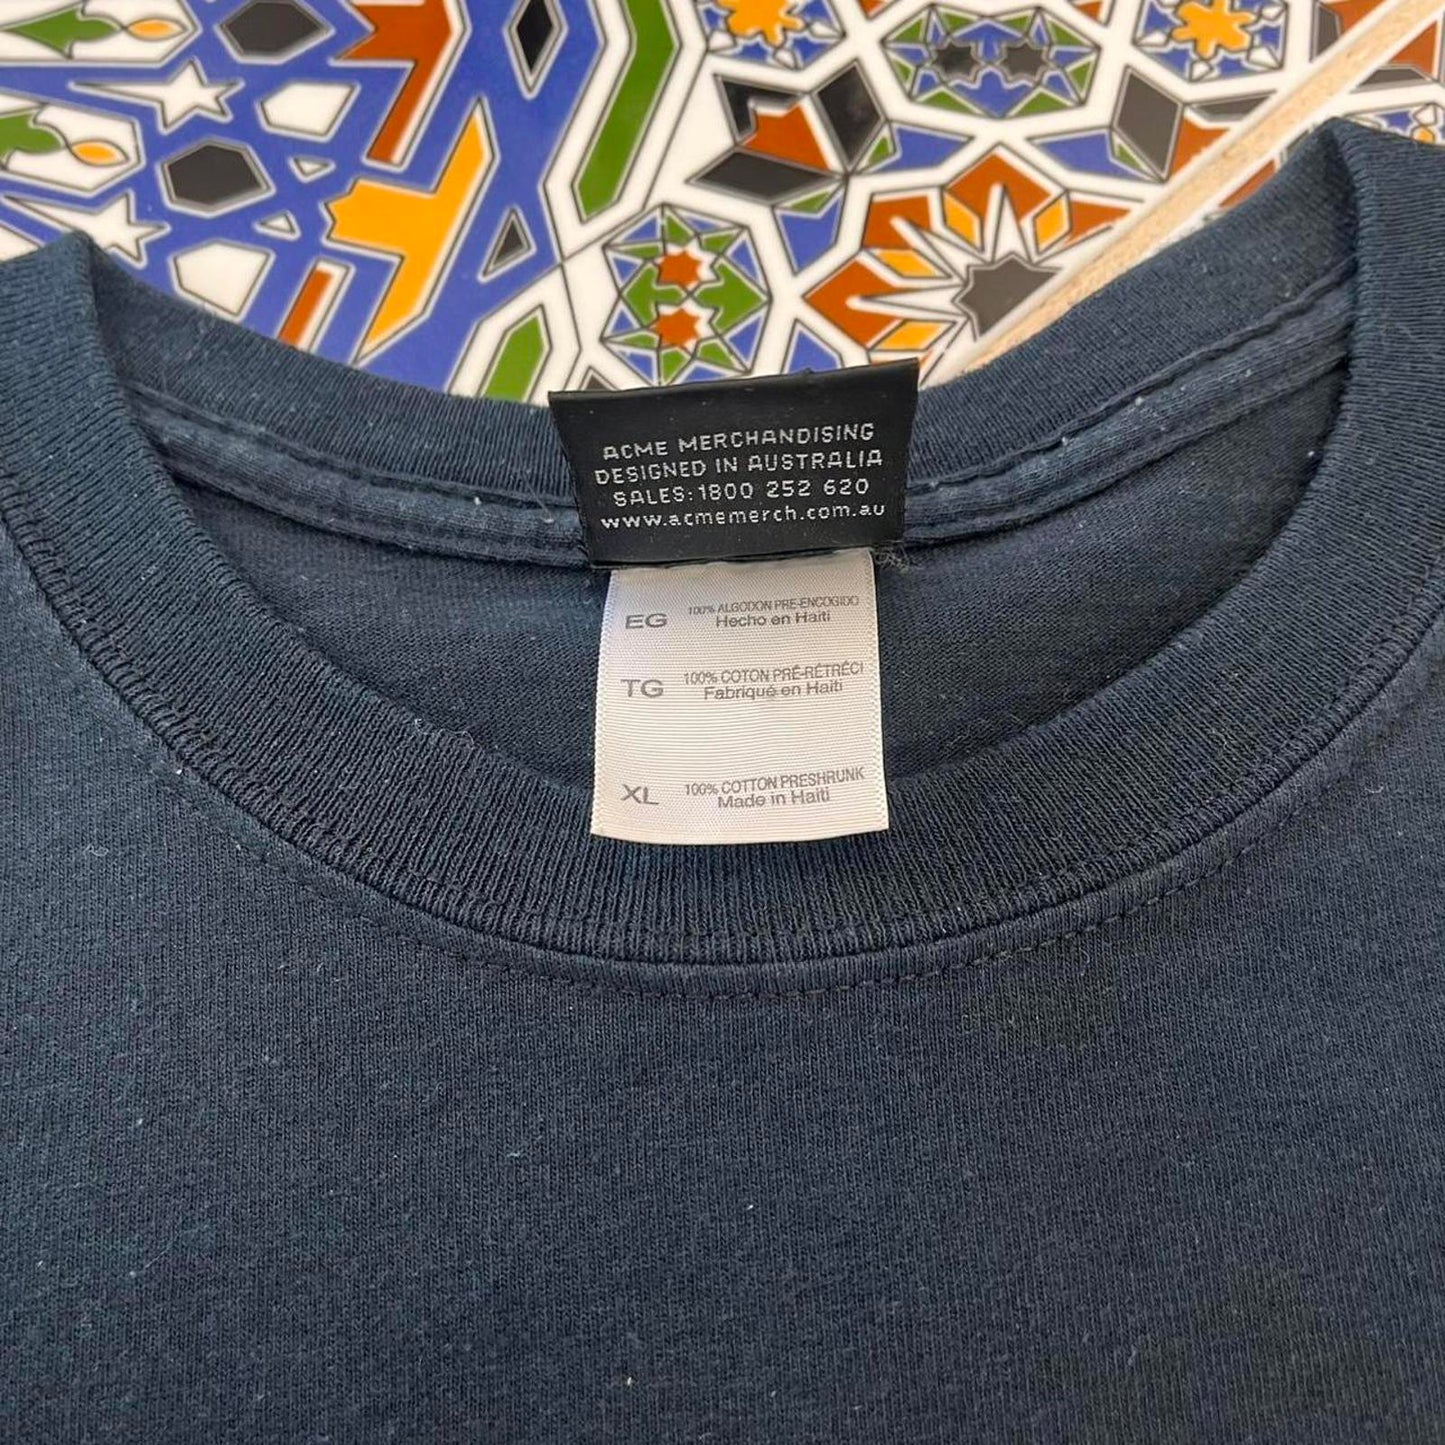 ACME MERCHANDISING
DESIGNED IN AUSTRALIA
SALES: 1800 252 620
www.acmemerch.com.au
EG 100% ALGODON PRE-ENCOGIDO
Hecho en Haiti
TG 100% COTON PRÉ-RÉTRÉCI
Fabriqué en Haïti
XL 100% COTTON PRESHRUNK
Made in Haiti